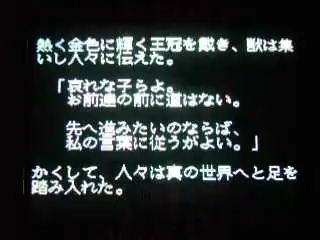 熱く金色に輝く王冠を戴き、獣は集
いし人々に伝えた。
「哀れな子らよ。
お前達の前に道はない。
先へ進みたいのならば、
私の言葉に従うがよい。」
かくして、人々は真の世界へと足を
踏み入れた。